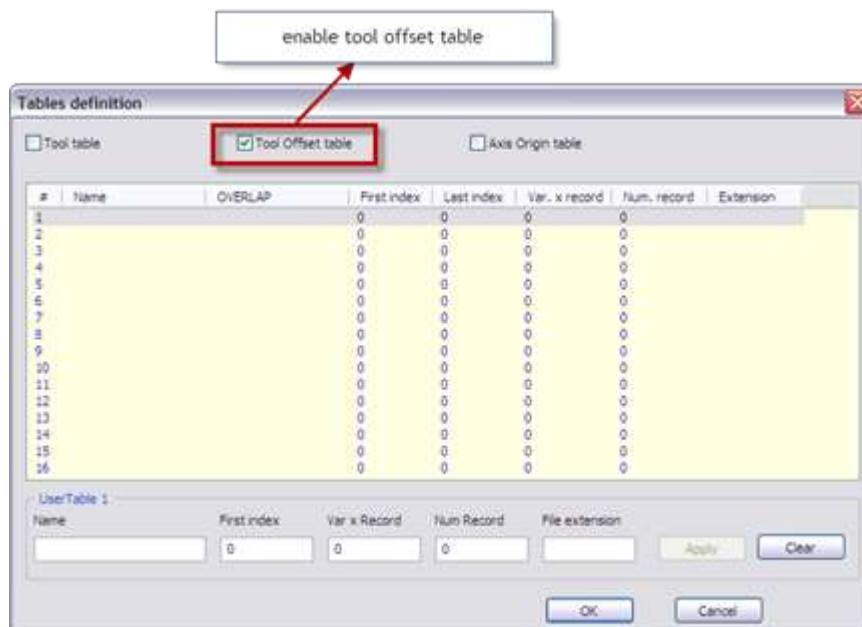 enable tool offset table
Tables definition
Tool table Tool Offset table Axis Origin table
# Name OVERLAP First index Last index Var. x record Num. record Extension
1 0 0 0 0
2 0 0 0 0
3 0 0 0 0
4 0 0 0 0
5 0 0 0 0
6 0 0 0 0
7 0 0 0 0
8 0 0 0 0
9 0 0 0 0
10 0 0 0 0
11 0 0 0 0
12 0 0 0 0
13 0 0 0 0
14 0 0 0 0
15 0 0 0 0
16 0 0 0 0
UserTable 1
Name First index Var x Record Num Record File extension
0 0 0 Apply Clear
OK Cancel